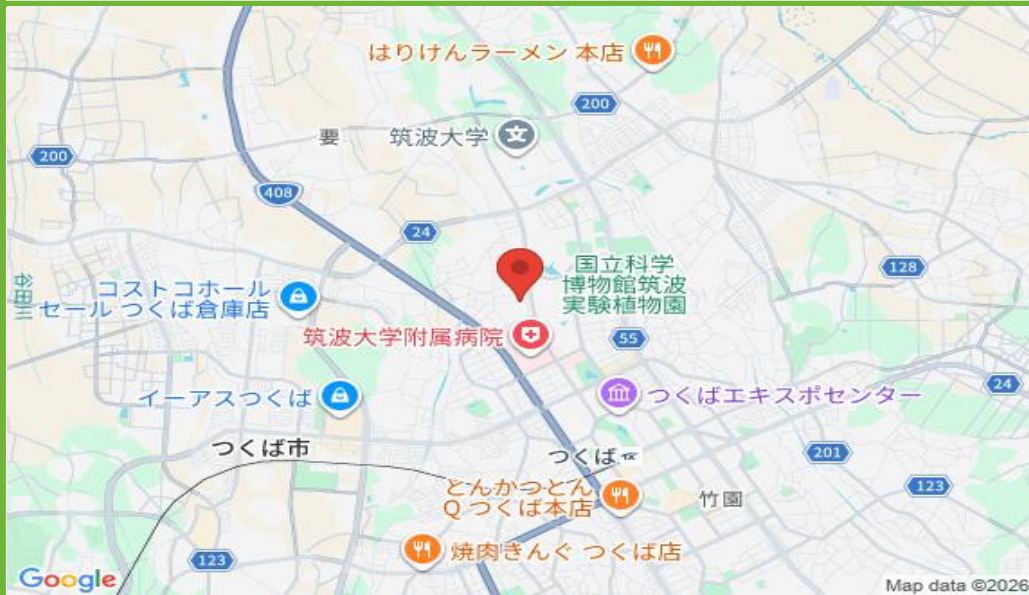 はりけんラーメン 本店
200
要
筑波大学
文
200
408
24
国立科学
博物館筑波
実験植物園
128
谷田川
コストコホール
セール つくば倉庫店
筑波大学附属病院
55
イーアスつくば
つくばエキスポセンター
24
つくば市
つくば
201
とんかつとん
Q つくば本店
竹園
123
焼肉きんぐ つくば店
123
Google
Map data ©2026